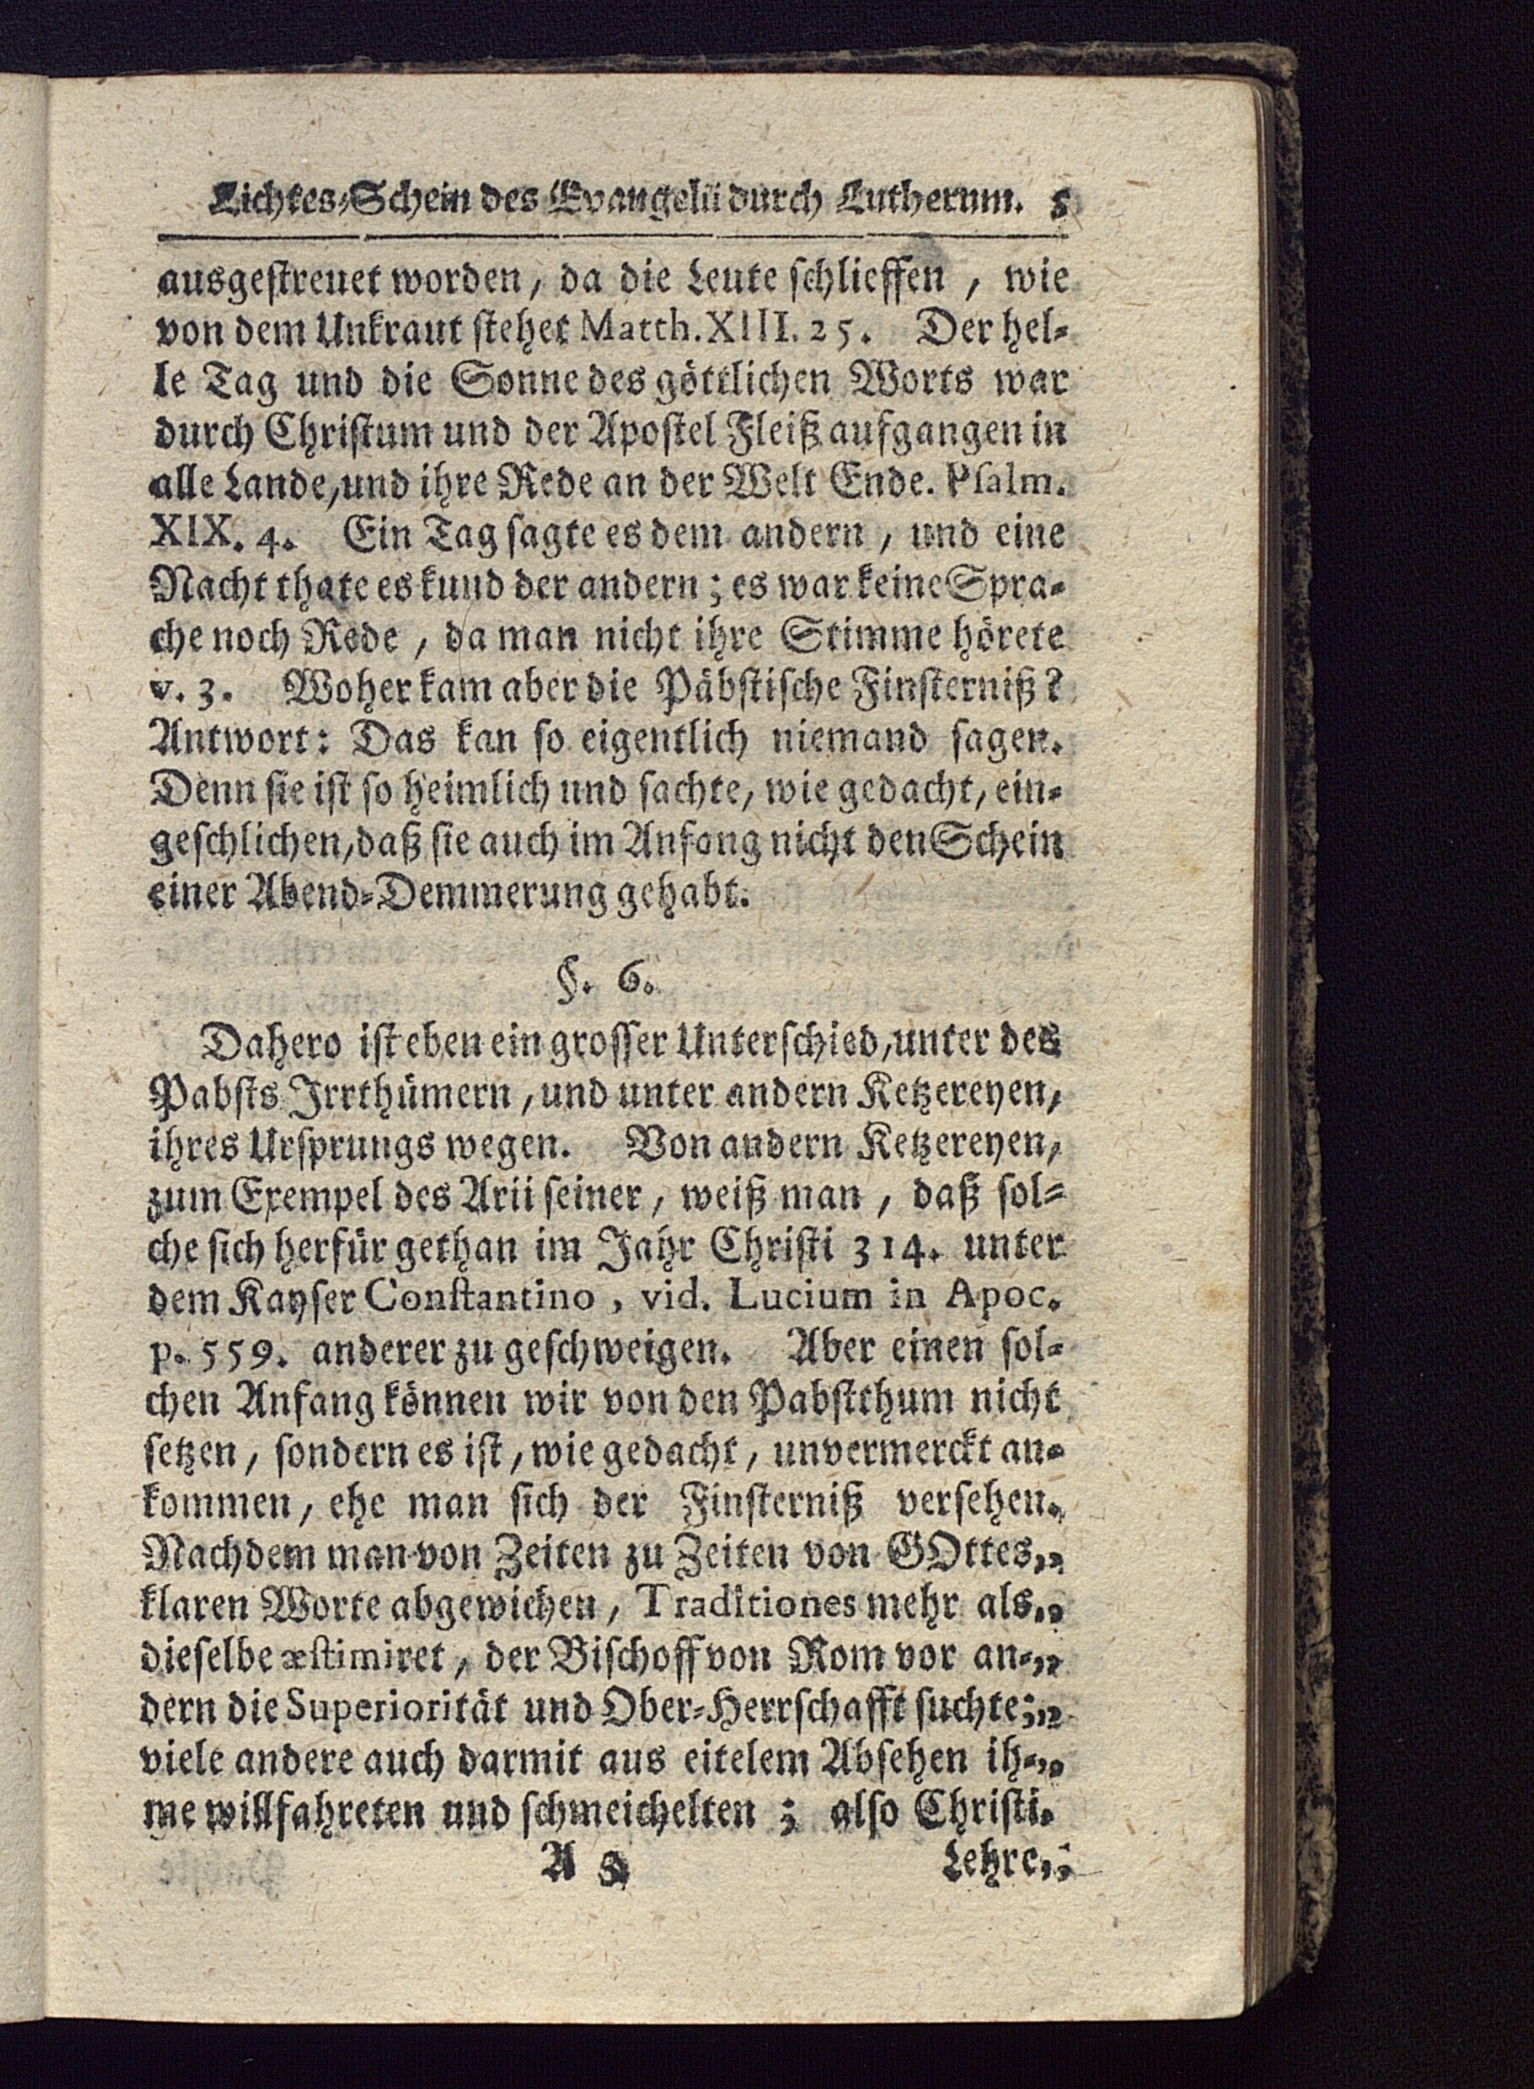 Lichtes-Schein des Evangelii durch Lutherum. 5
ausgestreuet worden, da die Leute schlieffen, wie
von dem Unkraut stehet Matth. XIII. 25. Der hel-
le Tag und die Sonne des göttlichen Worts war
durch Christum und der Apostel Fleiß aufgangen in
alle Lande, und ihre Rede an der Welt Ende. Psalm.
XIX. 4. Ein Tag sagte es dem andern, und eine
Nacht thate es kund der andern; es war keine Spra-
che noch Rede, da man nicht ihre Stimme hörete
v. 3. Woher kam aber die Päbstische Finsterniß?
Antwort: Das kan so eigentlich niemand sagen.
Denn sie ist so heimlich und sachte, wie gedacht, ein-
geschlichen, daß sie auch im Anfang nicht den Schein
einer Abend-Demmerung gehabt.
§. 6.
Dahero ist eben ein grosser Unterschied, unter des
Pabsts Irrthümern, und unter andern Ketzereyen,
ihres Ursprungs wegen. Von andern Ketzereyen,
zum Exempel des Arii seiner, weiß man, daß sol-
che sich herfür gethan im Jahr Christi 314. unter
dem Kayser Constantino, vid. Lucium in Apoc.
p. 559. anderer zu geschweigen. Aber einen sol-
chen Anfang können wir von den Pabstthum nicht
setzen, sondern es ist, wie gedacht, unvermerckt an-
kommen, ehe man sich der Finsterniß versehen.
Nachdem man von Zeiten zu Zeiten von GOttes„
klaren Worte abgewichen, Traditiones mehr als„
dieselbe æstimiret, der Bischoff von Rom vor an-„
dern die Superiorität und Ober-Herrschafft suchte;„
viele andere auch darmit aus eitelem Absehen ih-„
me willfahreten und schmeichelten; also Christi.
A 3 Lehre„